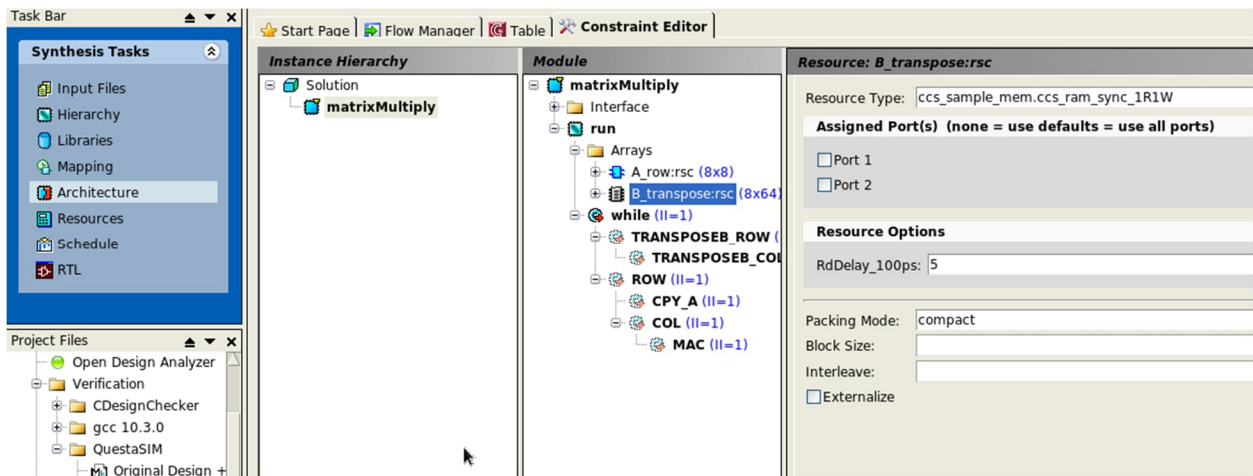 Task Bar
Synthesis Tasks
Input Files
Hierarchy
Libraries
Mapping
Architecture
Resources
Schedule
RTL
Project Files
Open Design Analyzer
Verification
CDesignChecker
gcc 10.3.0
QuestaSIM
Original Design +
Start Page
Flow Manager
Table
Constraint Editor
Instance Hierarchy
Solution
matrixMultiply
Module
matrixMultiply
Interface
run
Arrays
A_row:rsc (8x8)
B_transpose:rsc (8x64)
while (II=1)
TRANSPOSEB_ROW (
TRANSPOSEB_COL
ROW (II=1)
CPY_A (II=1)
COL (II=1)
MAC (II=1)
Resource: B_transpose:rsc
Resource Type: ccs_sample_mem.ccs_ram_sync_1R1W
Assigned Port(s) (none = use defaults = use all ports)
Port 1
Port 2
Resource Options
RdDelay_100ps: 5
Packing Mode: compact
Block Size:
Interleave:
Externalize